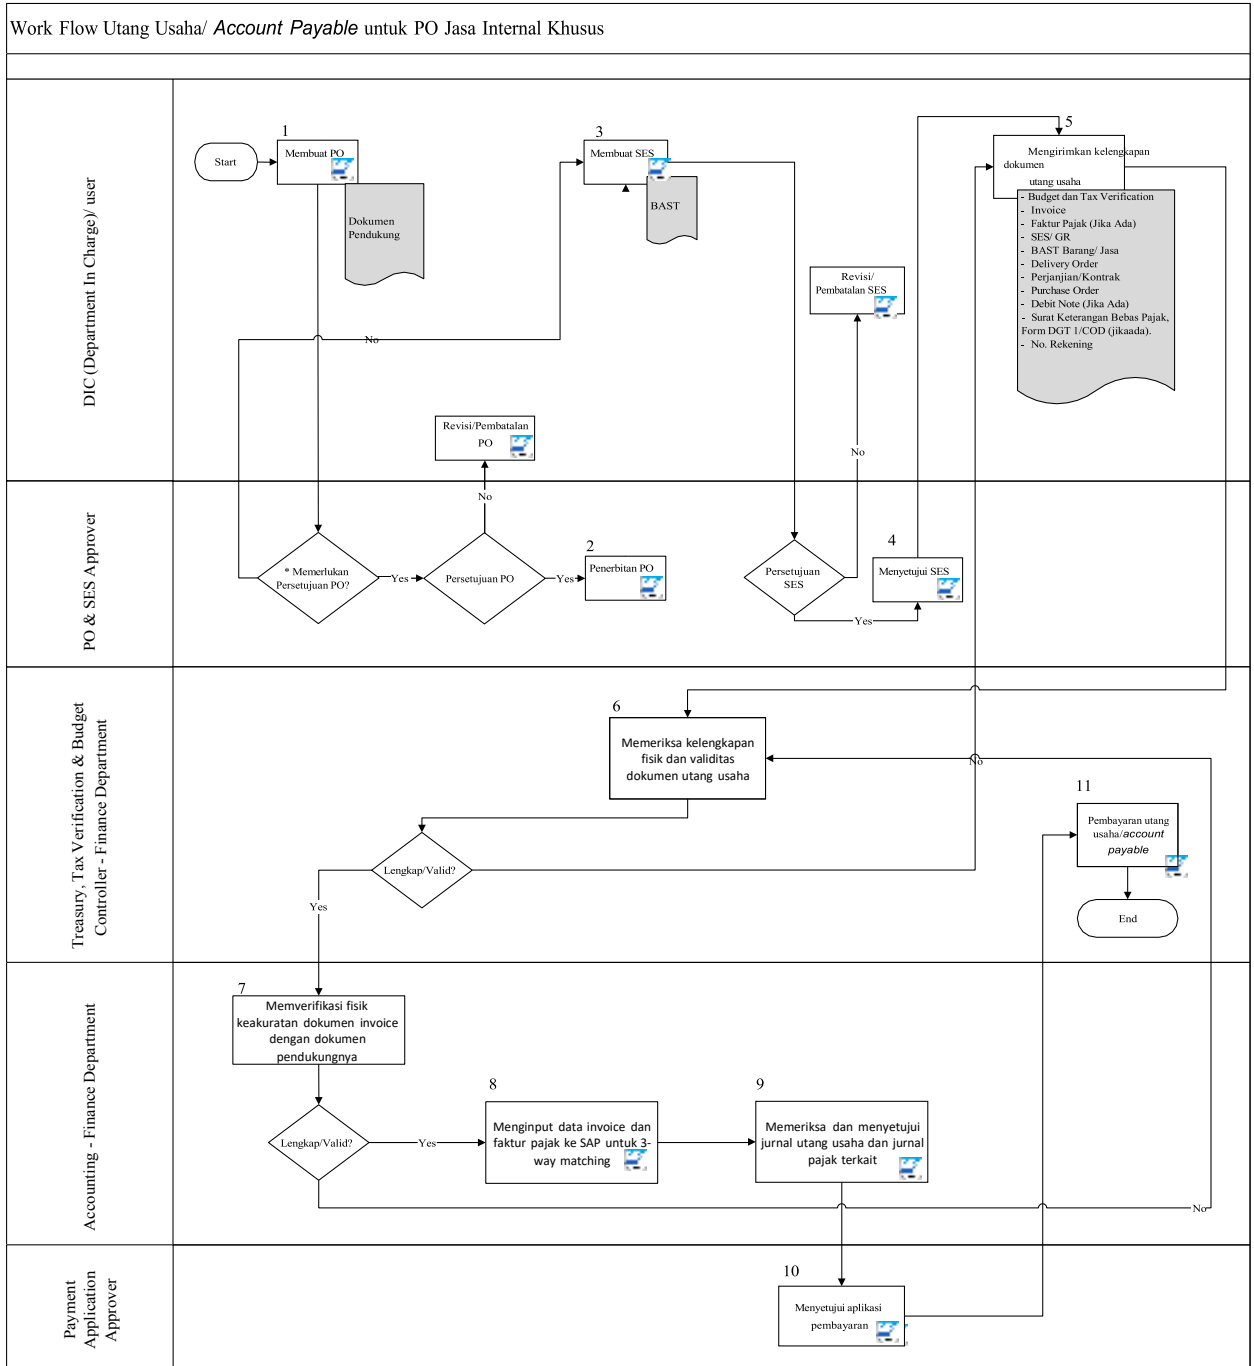 Work Flow Utang Usaha/ Account Payable untuk PO Jasa Internal Khusus
DIC (Department In Charge)/ user
Start
1
Membuat PO
Dokumen
Pendukung
3
Membuat SES
BAST
5
Mengirimkan kelengkapan
dokumen
utang usaha
- Budget dan Tax Verification
- Invoice
- Faktur Pajak (Jika Ada)
- SES/ GR
- BAST Barang/ Jasa
- Delivery Order
- Perjanjian/Kontrak
- Purchase Order
- Debit Note (Jika Ada)
- Surat Keterangan Bebas Pajak,
Form DGT 1/COD (jikaada).
- No. Rekening
Revisi/
Pembatalan SES
No
Revisi/Pembatalan
PO
No
No
PO & SES Approver
* Memerlukan
Persetujuan PO?
Yes
Persetujuan PO
Yes
2
Penerbitan PO
Persetujuan
SES
Yes
4
Menyetujui SES
Treasury, Tax Verification & Budget
Controller - Finance Department
6
Memeriksa kelengkapan
fisik dan validitas
dokumen utang usaha
No
Lengkap/Valid?
Yes
11
Pembayaran utang
usaha/account
payable
End
Accounting - Finance Department
7
Memverifikasi fisik
keakuratan dokumen invoice
dengan dokumen
pendukungnya
Lengkap/Valid?
Yes
8
Menginput data invoice dan
faktur pajak ke SAP untuk 3-
way matching
9
Memeriksa dan menyetujui
jurnal utang usaha dan jurnal
pajak terkait
No
Payment
Application
Approver
10
Menyetujui aplikasi
pembayaran